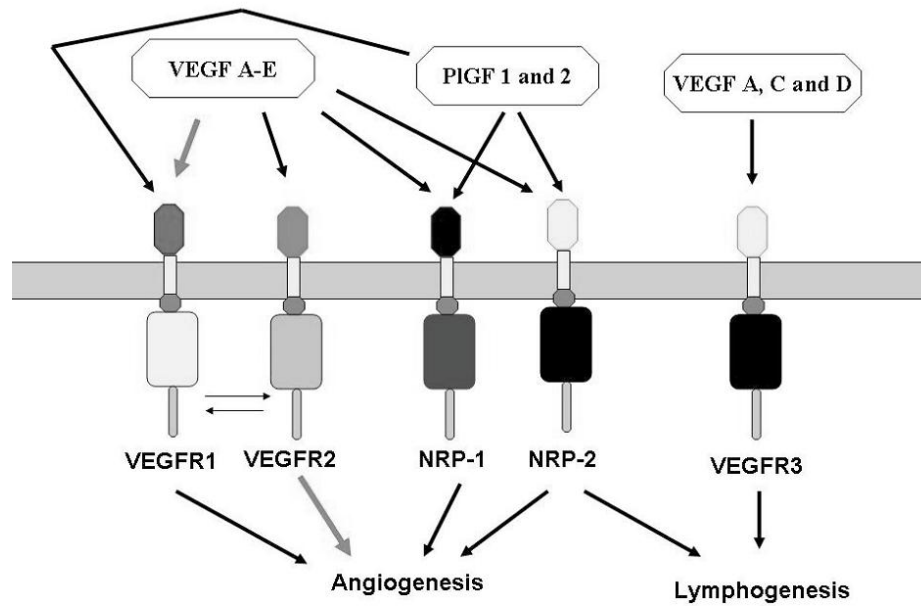 VEGF A-E
PlGF 1 and 2
VEGF A, C and D
VEGFR1
VEGFR2
NRP-1
NRP-2
VEGFR3
Angiogenesis
Lymphogenesis